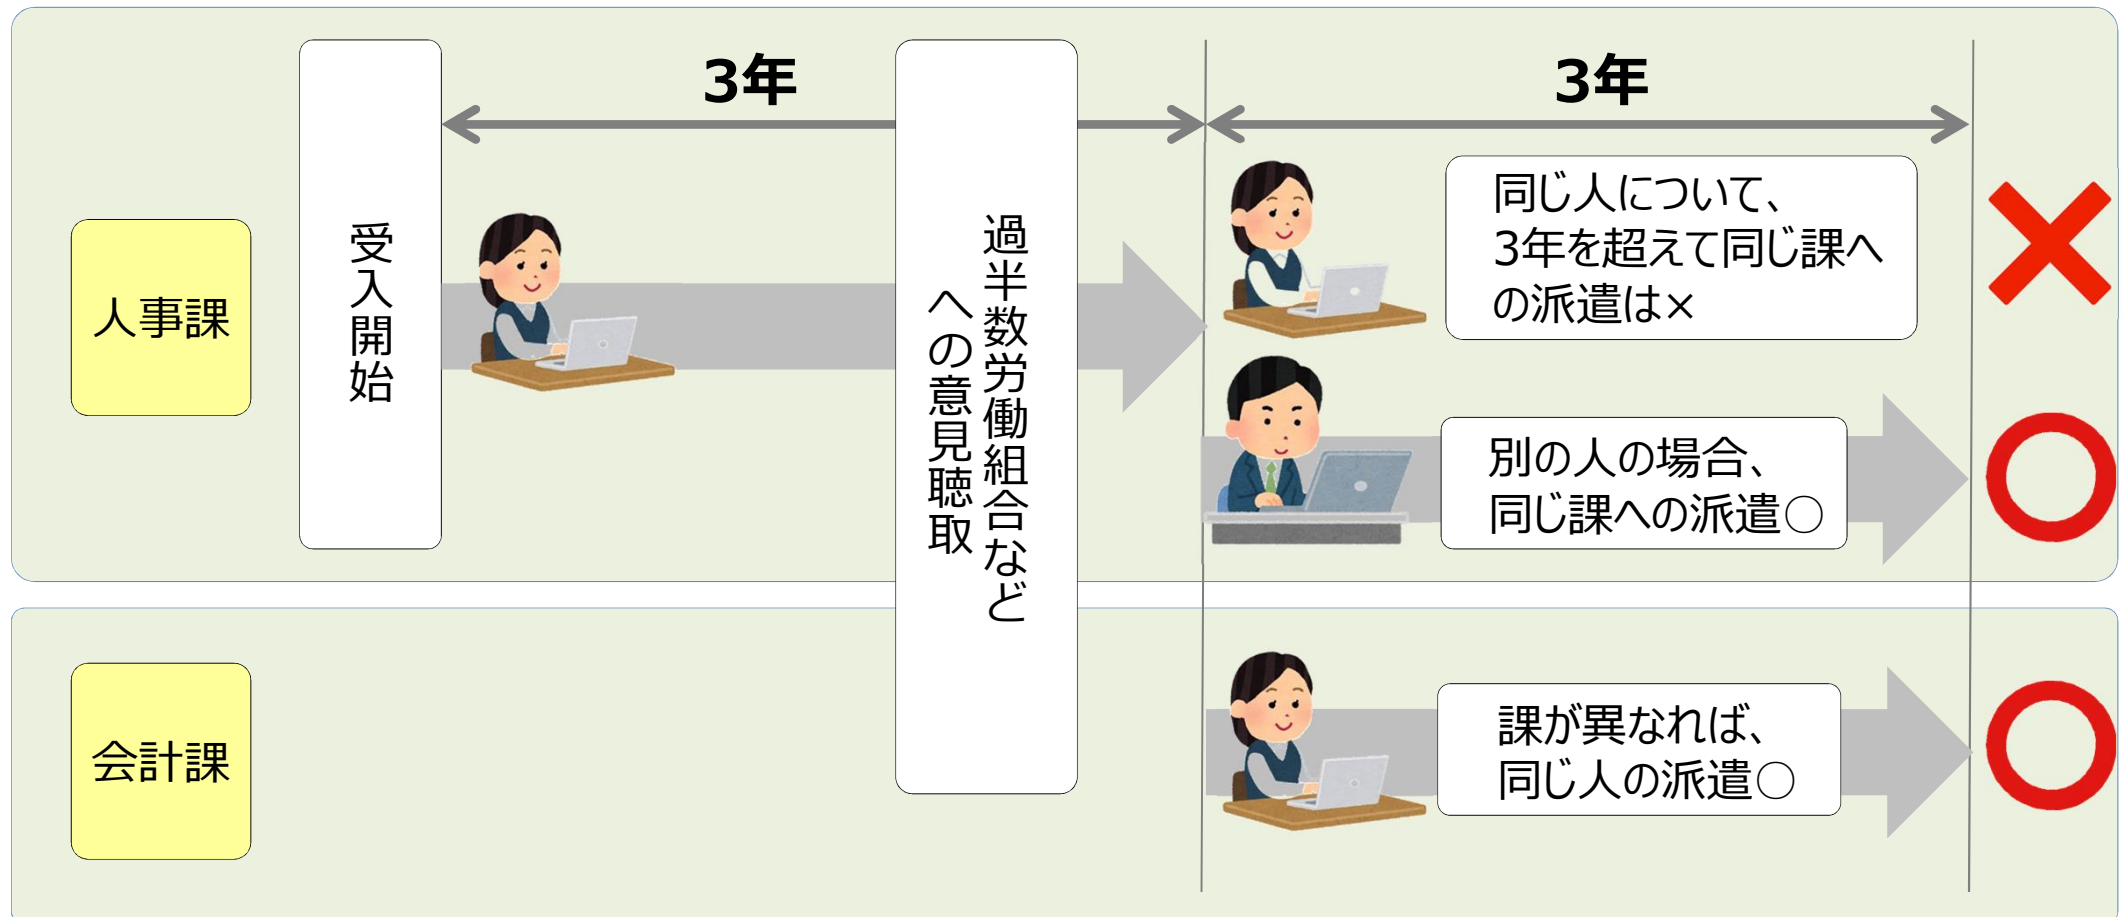 3年
3年
人事課
受入開始
過半数労働組合など
への意見聴取
同じ人について、
3年を超えて同じ課へ
の派遣は×
別の人の場合、
同じ課への派遣○
会計課
課が異なれば、
同じ人の派遣○